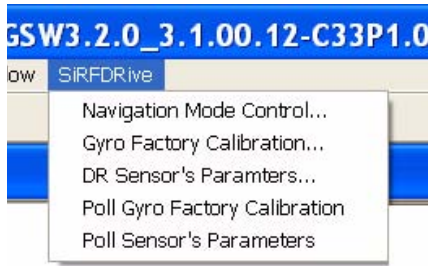 GSW3.2.0_3.1.00.12-C33P1.0
ow SiRFDRive
Navigation Mode Control...
Gyro Factory Calibration...
DR Sensor's Paramters...
Poll Gyro Factory Calibration
Poll Sensor's Parameters